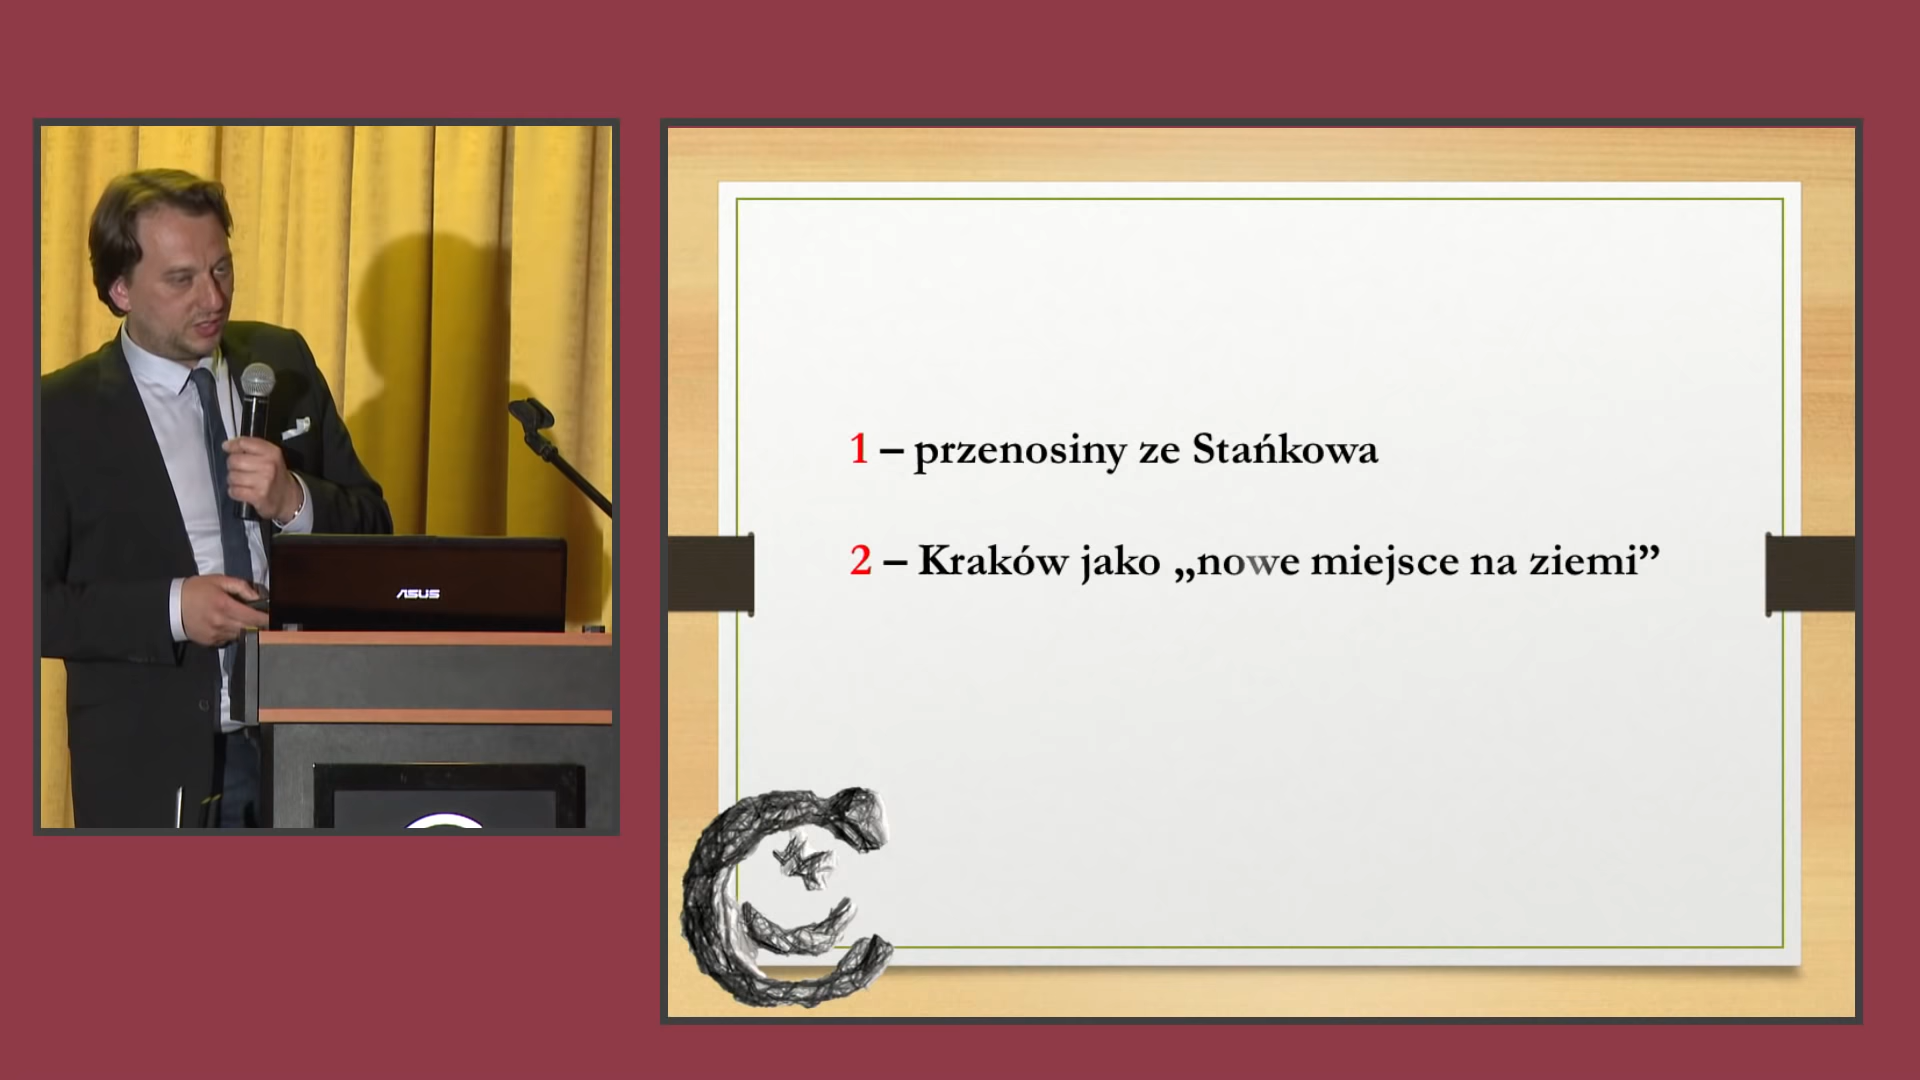 ASUS
1 – przenosiny ze Stańkowa
2 – Kraków jako „nowe miejsce na ziemi”